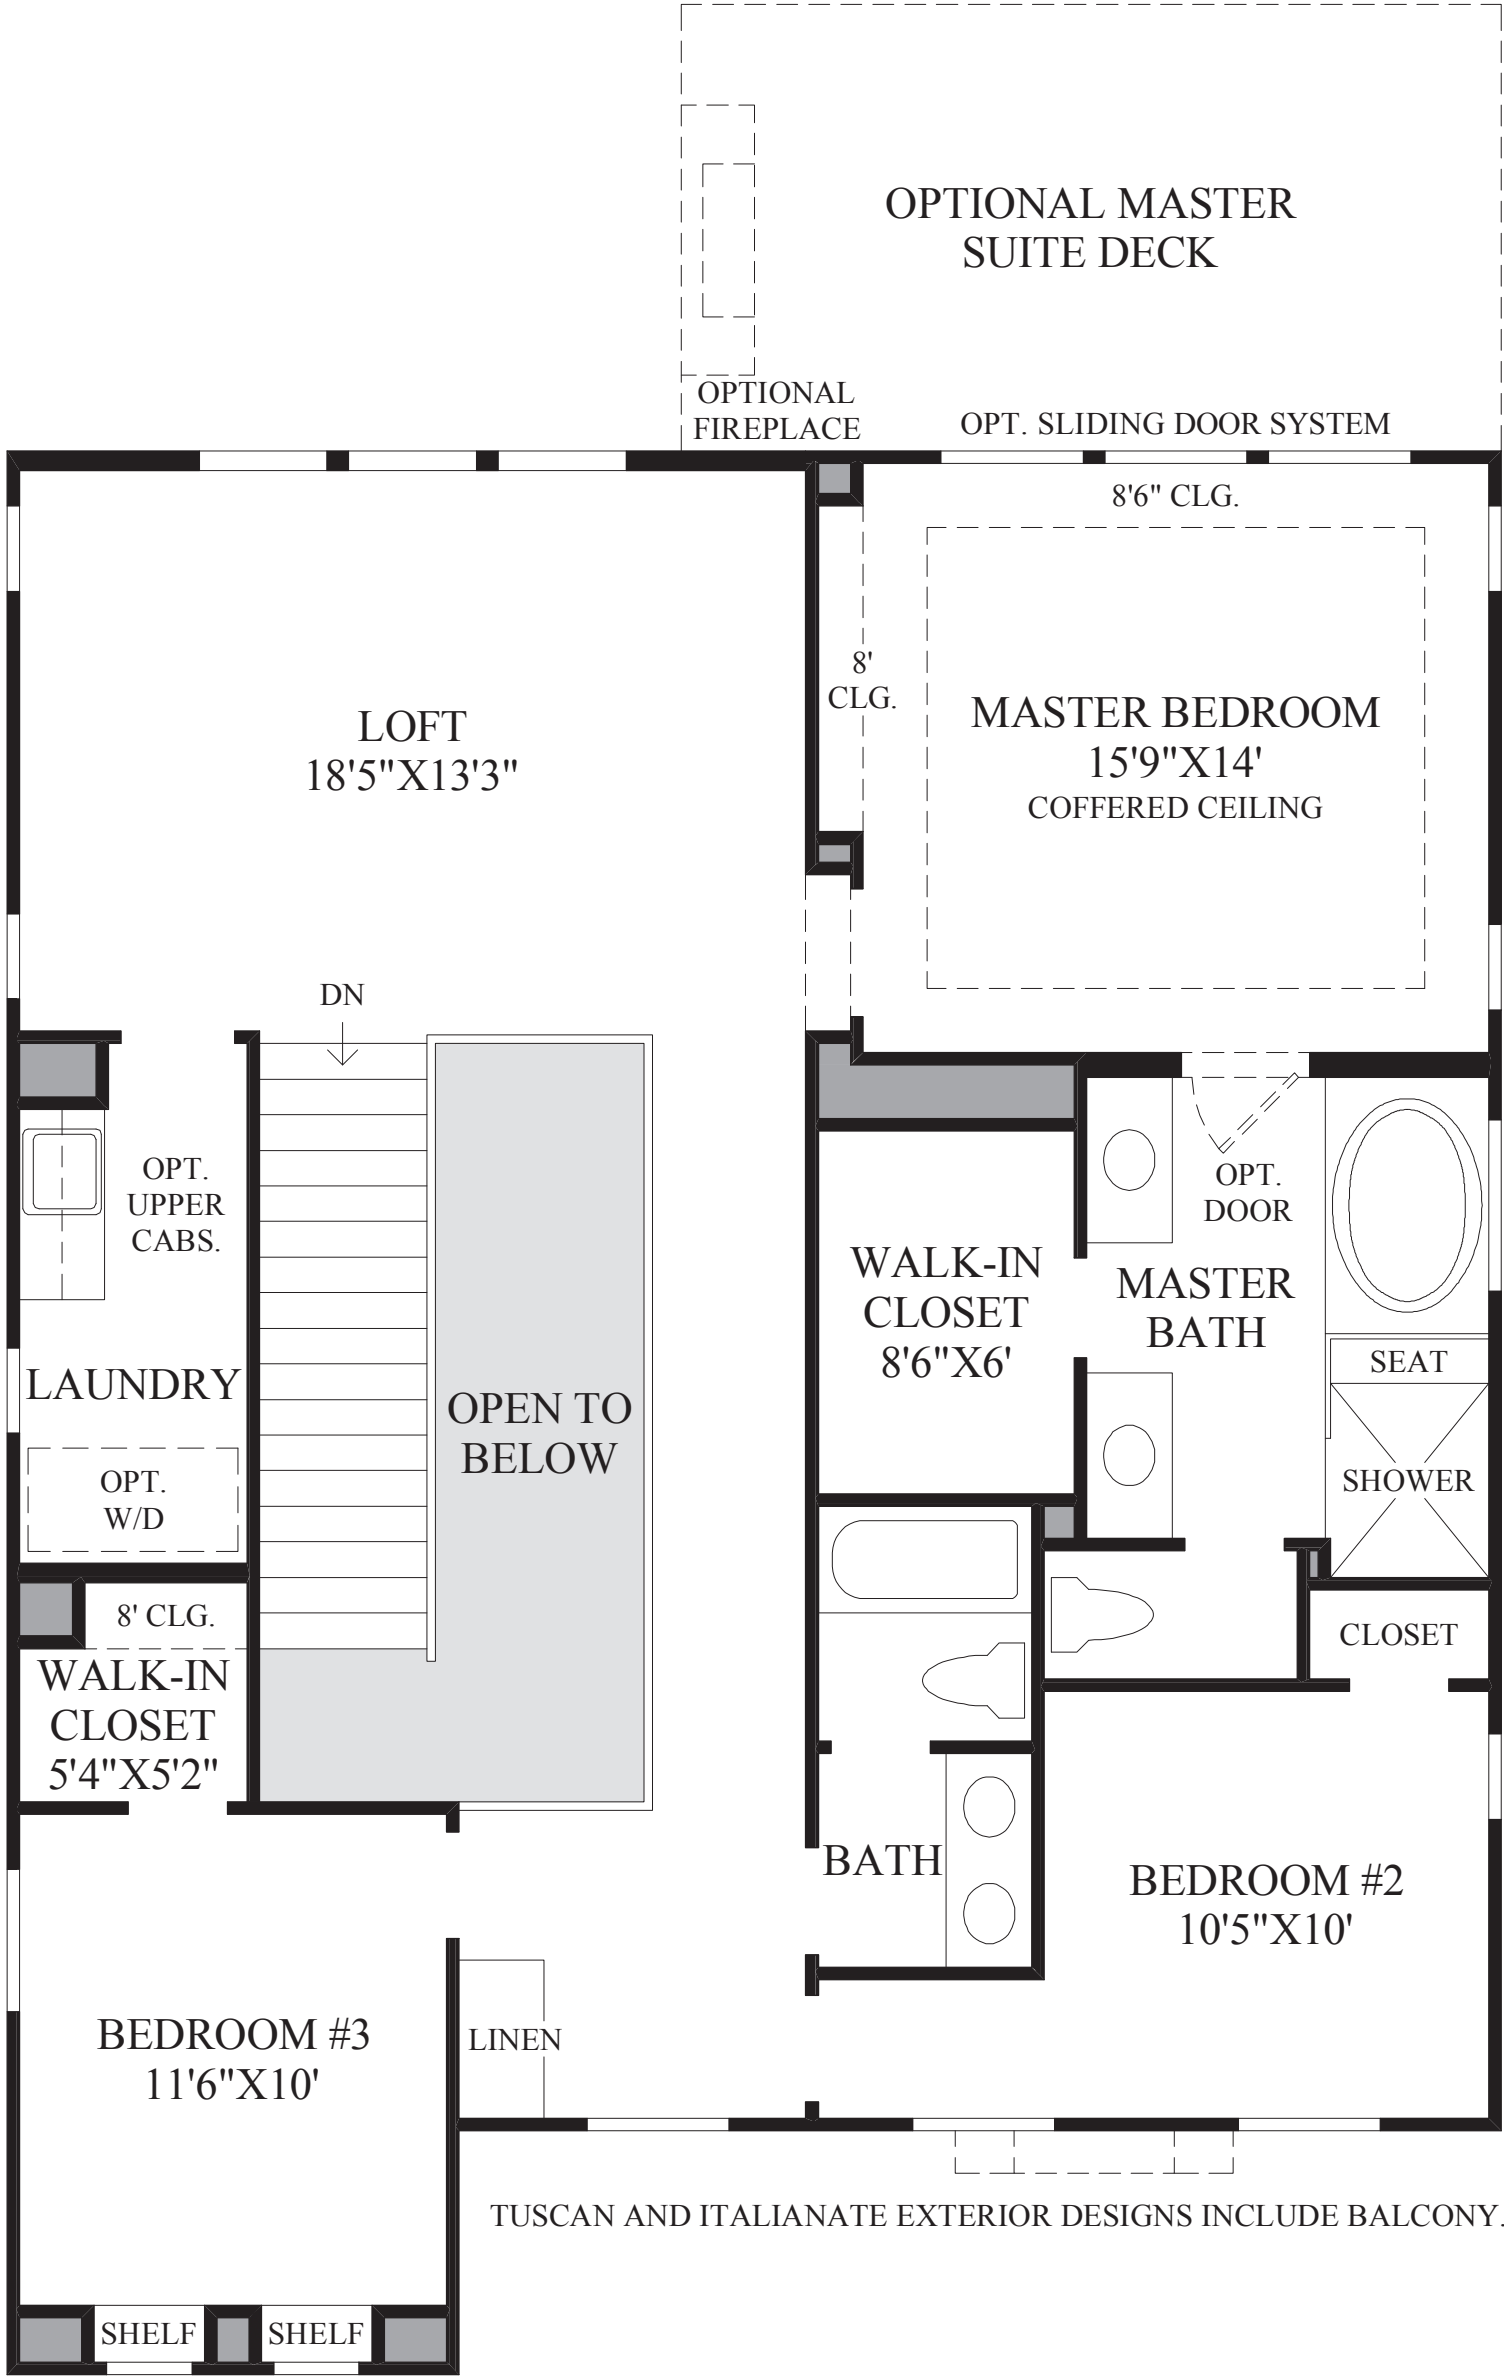 OPTIONAL MASTER
SUITE DECK
OPTIONAL
FIREPLACE
OPT. SLIDING DOOR SYSTEM
8'6" CLG.
8'
CLG.
LOFT
18'5"X13'3"
MASTER BEDROOM
15'9"X14'
COFFERED CEILING
DN
OPT.
UPPER
CABS.
OPT.
DOOR
WALK-IN
CLOSET
8'6"X6'
MASTER
BATH
SEAT
SHOWER
LAUNDRY
OPT.
W/D
OPEN TO
BELOW
8' CLG.
WALK-IN
CLOSET
5'4"X5'2"
CLOSET
BATH
BEDROOM #2
10'5"X10'
BEDROOM #3
11'6"X10'
LINEN
TUSCAN AND ITALIANATE EXTERIOR DESIGNS INCLUDE BALCONY.
SHELF
SHELF